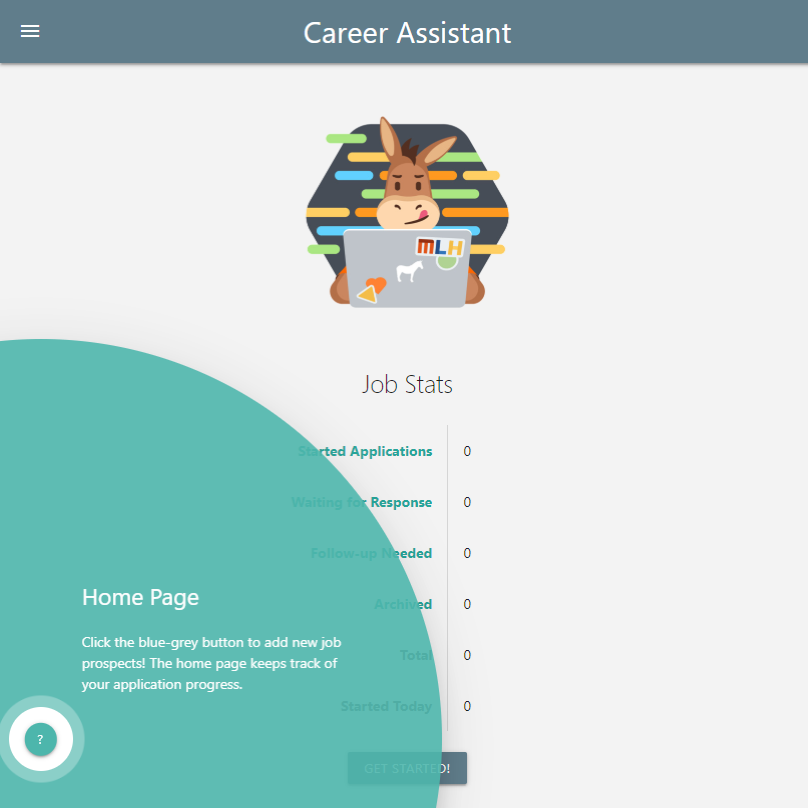 Career Assistant
MLH
Job Stats
Started Applications 0
Waiting for Response 0
Follow-up Needed 0
Archived 0
Total 0
Started Today 0
GET STARTED!
Home Page
Click the blue-grey button to add new job
prospects! The home page keeps track of
your application progress.
?